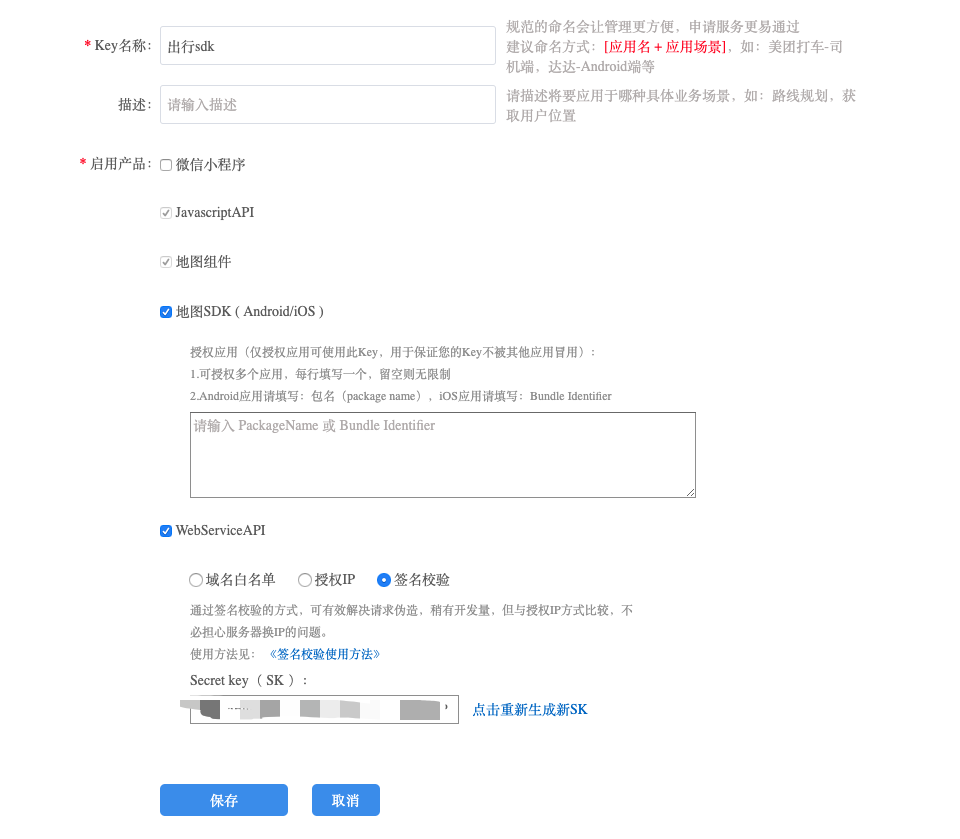 * Key名称： 出行sdk 规范的命名会让管理更方便，申请服务更易通过
建议命名方式：[应用名+应用场景]，如：美团打车-司
机端，达达-Android端等
描述： 请输入描述 请描述将要应用于哪种具体业务场景，如：路线规划，获
取用户位置
* 启用产品： 微信小程序
JavascriptAPI
地图组件
地图SDK ( Android/iOS )
授权应用（仅授权应用可使用此Key，用于保证您的Key不被其他应用冒用）:
1.可授权多个应用，每行填写一个，留空则无限制
2.Android应用请填写：包名（package name），iOS应用请填写：Bundle Identifier
请输入 PackageName 或 Bundle Identifier
WebServiceAPI
域名白名单 授权IP 签名校验
通过签名校验的方式，可有效解决请求伪造，稍有开发量，但与授权IP方式比较，不
必担心服务器换IP的问题。
使用方法见： 《签名校验使用方法》
Secret key（ SK ）:
点击重新生成新SK
保存 取消